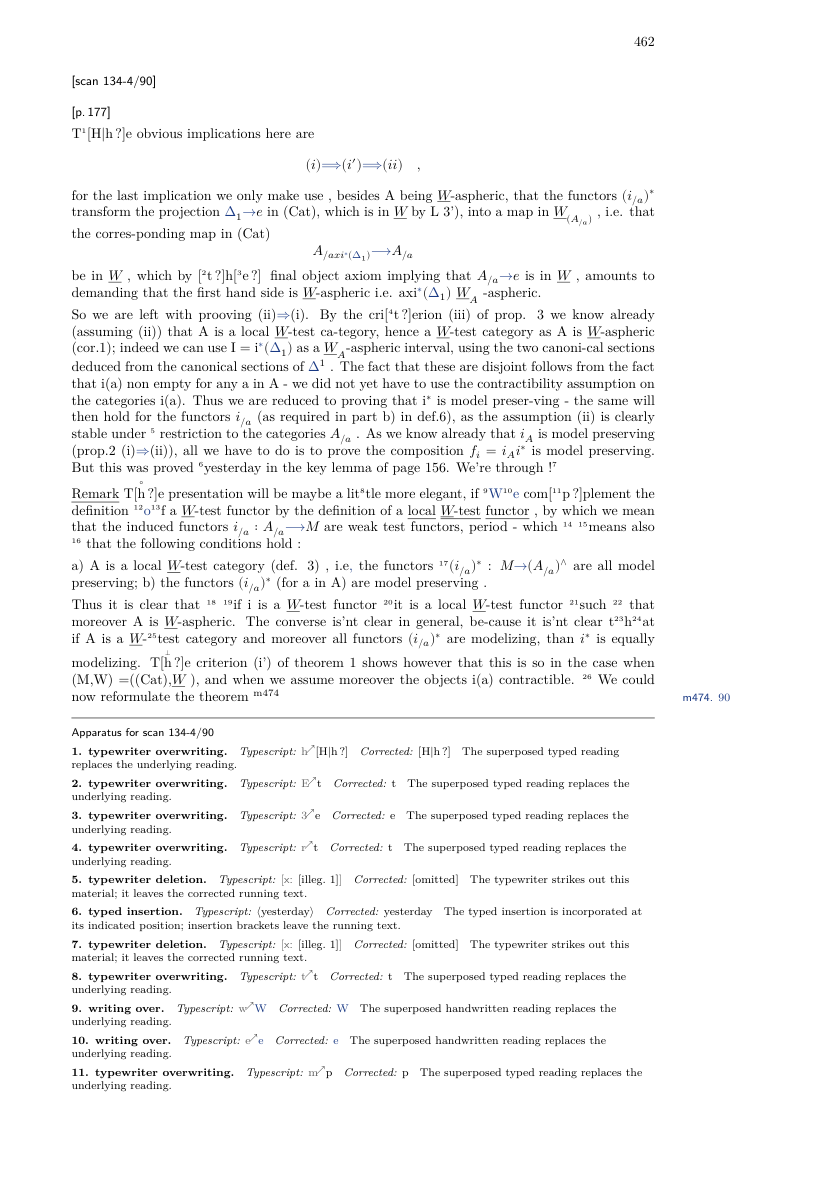 462
[scan 134-4/90]
[p. 177]
T¹[H|h ?]e obvious implications here are
(i)⟹(i′)⟹(ii) ,
for the last implication we only make use , besides A being W-aspheric, that the functors (i/a)*
transform the projection Δ₁→e in (Cat), which is in W by L 3'), into a map in W(A/a) , i.e. that
the corres-ponding map in (Cat)
A/axi*(Δ₁)⟶A/a
be in W , which by [²t ?]h[³e ?] final object axiom implying that A/a→e is in W , amounts to
demanding that the first hand side is W-aspheric i.e. axi*(Δ₁) W_A -aspheric.
So we are left with prooving (ii)⇒(i). By the cri[⁴t ?]erion (iii) of prop. 3 we know already
(assuming (ii)) that A is a local W-test ca-tegory, hence a W-test category as A is W-aspheric
(cor.1); indeed we can use I = i*(Δ₁) as a W_A-aspheric interval, using the two canoni-cal sections
deduced from the canonical sections of Δ¹ . The fact that these are disjoint follows from the fact
that i(a) non empty for any a in A - we did not yet have to use the contractibility assumption on
the categories i(a). Thus we are reduced to proving that i* is model preser-ving - the same will
then hold for the functors i/a (as required in part b) in def.6), as the assumption (ii) is clearly
stable under ⁵ restriction to the categories A/a . As we know already that i_A is model preserving
(prop.2 (i)⇒(ii)), all we have to do is to prove the composition f_i = i_A i* is model preserving.
But this was proved ⁶yesterday in the key lemma of page 156. We're through !⁷
Remark T[h ?]e presentation will be maybe a lit⁸tle more elegant, if ⁹W¹⁰e com[¹¹p ?]plement the
definition ¹²o¹³f a W-test functor by the definition of a local W-test functor , by which we mean
that the induced functors i/a : A/a⟶M are weak test functors, period - which ¹⁴ ¹⁵means also
¹⁶ that the following conditions hold :
a) A is a local W-test category (def. 3) , i.e, the functors ¹⁷(i/a)* : M→(A/a)^ are all model
preserving; b) the functors (i/a)* (for a in A) are model preserving .
Thus it is clear that ¹⁸ ¹⁹if i is a W-test functor ²⁰it is a local W-test functor ²¹such ²² that
moreover A is W-aspheric. The converse is'nt clear in general, be-cause it is'nt clear t²³h²⁴at
if A is a W-²⁵test category and moreover all functors (i/a)* are modelizing, than i* is equally
modelizing. T[h ?]e criterion (i') of theorem 1 shows however that this is so in the case when
(M,W) =((Cat),W ), and when we assume moreover the objects i(a) contractible. ²⁶ We could
now reformulate the theorem m474
m474. 90
Apparatus for scan 134-4/90
1. typewriter overwriting. Typescript: h↗[H|h ?] Corrected: [H|h ?] The superposed typed reading
replaces the underlying reading.
2. typewriter overwriting. Typescript: E↗t Corrected: t The superposed typed reading replaces the
underlying reading.
3. typewriter overwriting. Typescript: 3↗e Corrected: e The superposed typed reading replaces the
underlying reading.
4. typewriter overwriting. Typescript: r↗t Corrected: t The superposed typed reading replaces the
underlying reading.
5. typewriter deletion. Typescript: [x: [illeg. 1]] Corrected: [omitted] The typewriter strikes out this
material; it leaves the corrected running text.
6. typed insertion. Typescript: ⟨yesterday⟩ Corrected: yesterday The typed insertion is incorporated at
its indicated position; insertion brackets leave the running text.
7. typewriter deletion. Typescript: [x: [illeg. 1]] Corrected: [omitted] The typewriter strikes out this
material; it leaves the corrected running text.
8. typewriter overwriting. Typescript: t↗t Corrected: t The superposed typed reading replaces the
underlying reading.
9. writing over. Typescript: w↗W Corrected: W The superposed handwritten reading replaces the
underlying reading.
10. writing over. Typescript: e↗e Corrected: e The superposed handwritten reading replaces the
underlying reading.
11. typewriter overwriting. Typescript: m↗p Corrected: p The superposed typed reading replaces the
underlying reading.